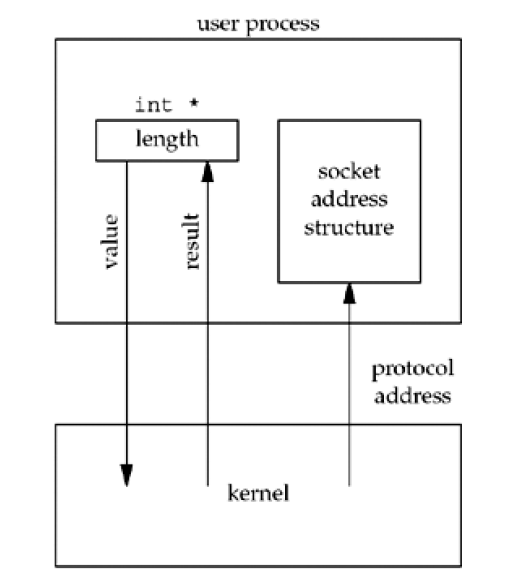 user process
int *
length
value
result
socket
address
structure
protocol
address
kernel